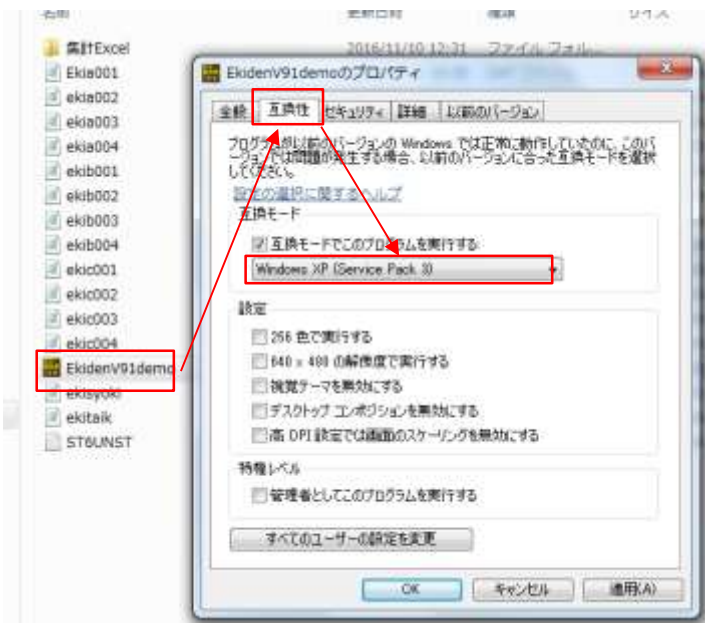 名前 更新日時 種類 サイズ
集計Excel 2016/11/10 12:31 ファイル フォル...
Ekia001
ekia002
ekia003
ekia004
ekib001
ekib002
ekib003
ekib004
ekic001
ekic002
ekic003
ekic004
EkidenV91demo
ekisyoki
ekitaik
ST6UNST
EkidenV91demoのプロパティ
全般 互換性 セキュリティ 詳細 以前のバージョン
プログラムが以前のバージョンの Windows では正常に動作していたのに、このバ
ージョンでは問題が発生する場合、以前のバージョンに合った互換モードを選択
してください。
設定の選択に関するヘルプ
互換モード
互換モードでこのプログラムを実行する:
Windows XP (Service Pack 3)
設定
256 色で実行する
640 x 480 の解像度で実行する
視覚テーマを無効にする
デスクトップ コンポジションを無効にする
高 DPI 設定では画面のスケーリングを無効にする
特権レベル
管理者としてこのプログラムを実行する
すべてのユーザーの設定を変更
OK キャンセル 適用(A)